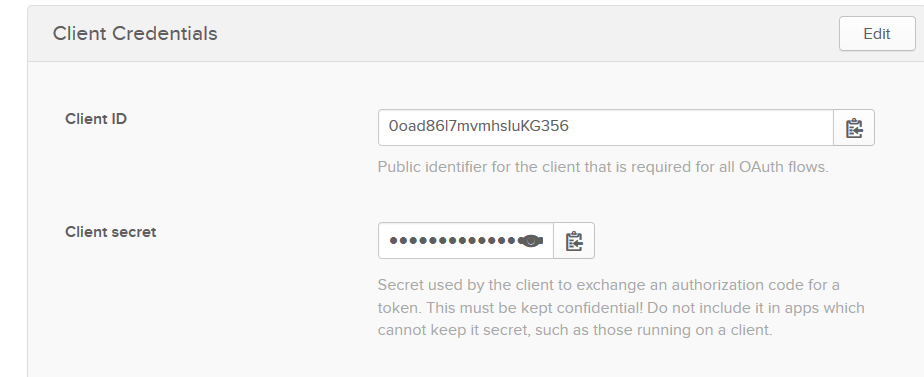 Client Credentials
Edit
Client ID
0oad86l7mvmhsluKG356
Public identifier for the client that is required for all OAuth flows.
Client secret
Secret used by the client to exchange an authorization code for a
token. This must be kept confidential! Do not include it in apps which
cannot keep it secret, such as those running on a client.